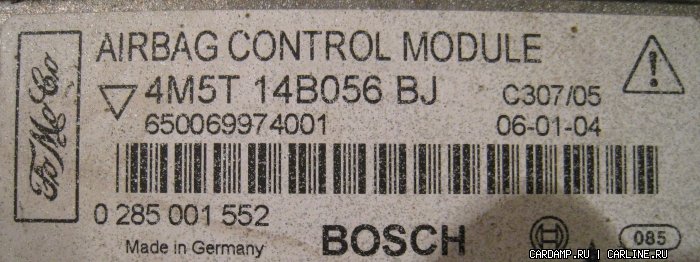 FoMoCo
AIRBAG CONTROL MODULE
4M5T 14B056 BJ C307/05
650069974001 06-01-04
0 285 001 552
Made in Germany BOSCH 085
CARDAMP.RU | CARLINE.RU